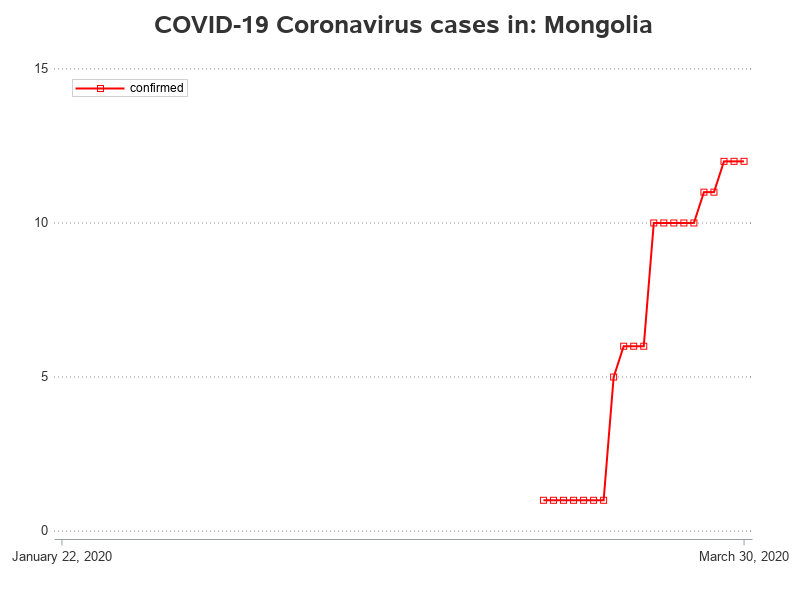 COVID-19 Coronavirus cases in: Mongolia
15
confirmed
10
5
0
January 22, 2020
March 30, 2020